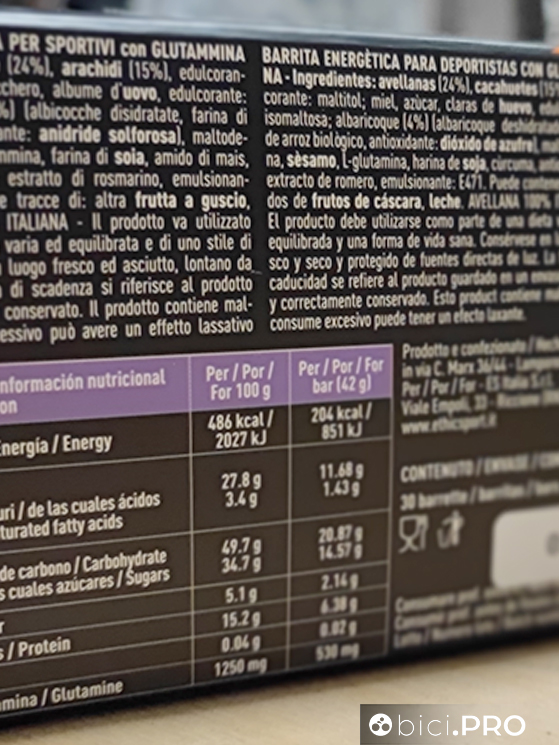 PER SPORTIVI con GLUTAMMINA
(24%), arachidi (15%), edulcoran-
cchero, albume d'uovo, edulcorante:
%) (albicocche disidratate, farina di
ante: anidride solforosa), maltode-
mmina, farina di soia, amido di mais,
estratto di rosmarino, emulsionan-
e tracce di: altra frutta a guscio,
ITALIANA - Il prodotto va utilizzato
varia ed equilibrata e di uno stile di
luogo fresco ed asciutto, lontano da
di scadenza si riferisce al prodotto
conservato. Il prodotto contiene mal-
essivo può avere un effetto lassativo
BARRITA ENERGÈTICA PARA DEPORTISTAS CON
NA - Ingredientes: avellanas (24%), cacahuetes
corante: maltitol; miel, azúcar, claras de huevo,
isomaltosa; albaricoque (4%) (albaricoque deshidrata
de arroz biològico, antioxidante: dióxido de azufre),
na, sèsamo, L-glutamina, harina de soja, cúrcuma,
extracto de romero, emulsionante: E471. Puede
dos de frutos de cáscara, leche. AVELLANA 100%
El producto debe utilizarse como parte de una dieta
equilibrada y una forma de vida sana. Consérvese en
sco y seco y protegido de fuentes directas de luz. La
caducidad se refiere al producto guardado en un
y correctamente conservado. Esto product contiene
consume excesivo puede tener un efecto laxante.
nformación nutricional
on
Per / Por /
For 100 g
Per / Por / For
bar (42 g)
Energía / Energy
486 kcal /
2027 kJ
204 kcal /
851 kJ
27.8 g
11.68 g
uri / de las cuales ácidos
3.4 g
1.43 g
turated fatty acids
de carbono / Carbohydrate
49.7 g
20.87 g
s cuales azúcares / Sugars
34.7 g
14.57 g
r
5.1 g
2.14 g
s / Protein
15.2 g
6.38 g
0.04 g
0.02 g
mina / Glutamine
1250 mg
530 mg
Prodotto e confezionato /
in via C. Marx 36/44 -
Per / Por / For - ES Italia S.r.l.
Viale Empoli, 33 -
www.ethicsport.it
CONTENUTO / ENVASE /
30 barrette /
bici.PRO